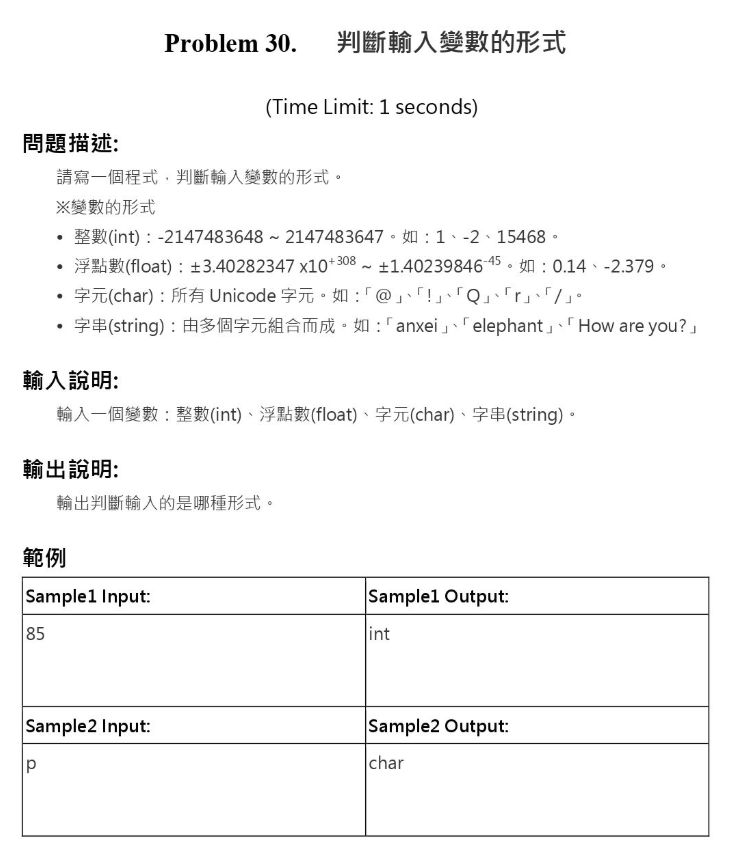 Problem 30. 判斷輸入變數的形式
(Time Limit: 1 seconds)
問題描述:
請寫一個程式，判斷輸入變數的形式。
※變數的形式
• 整數(int)：-2147483648 ~ 2147483647。如：1、-2、15468。
• 浮點數(float)：±3.40282347 x10⁺³⁰⁸ ~ ±1.40239846⁻⁴⁵。如：0.14、-2.379。
• 字元(char)：所有 Unicode 字元。如：「@」、「!」、「Q」、「r」、「/」。
• 字串(string)：由多個字元組合而成。如：「anxei」、「elephant」、「How are you?」
輸入說明:
輸入一個變數：整數(int)、浮點數(float)、字元(char)、字串(string)。
輸出說明:
輸出判斷輸入的是哪種形式。
範例
Sample1 Input: Sample1 Output:
85 int
Sample2 Input: Sample2 Output:
p char